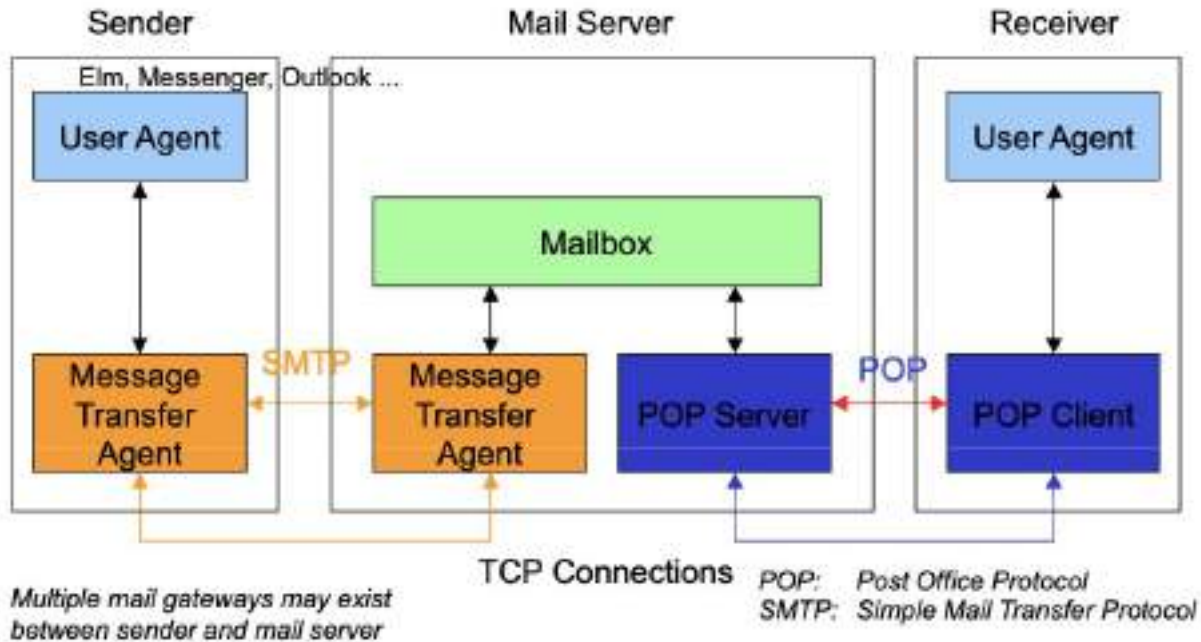 Sender
Mail Server
Receiver
Elm, Messenger, Outlook ...
User Agent
User Agent
Mailbox
SMTP
POP
Message
Transfer
Agent
Message
Transfer
Agent
POP Server
POP Client
TCP Connections
Multiple mail gateways may exist
between sender and mail server
POP: Post Office Protocol
SMTP: Simple Mail Transfer Protocol